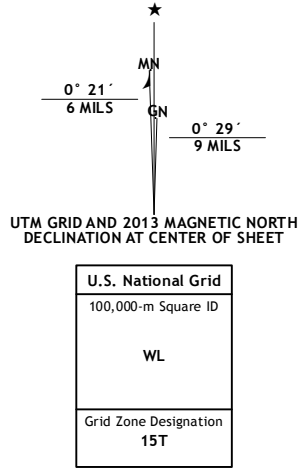 ★
MN
0° 21´
6 MILS
GN
0° 29´
9 MILS
UTM GRID AND 2013 MAGNETIC NORTH
DECLINATION AT CENTER OF SHEET
U.S. National Grid
100,000-m Square ID
WL
Grid Zone Designation
15T